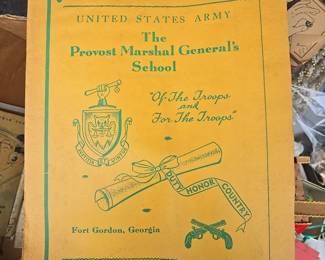 UNITED STATES ARMY
The
Provost Marshal General's
School
"Of The Troops
and
For The Troops"
DUTY HONOR COUNTRY
Fort Gordon, Georgia